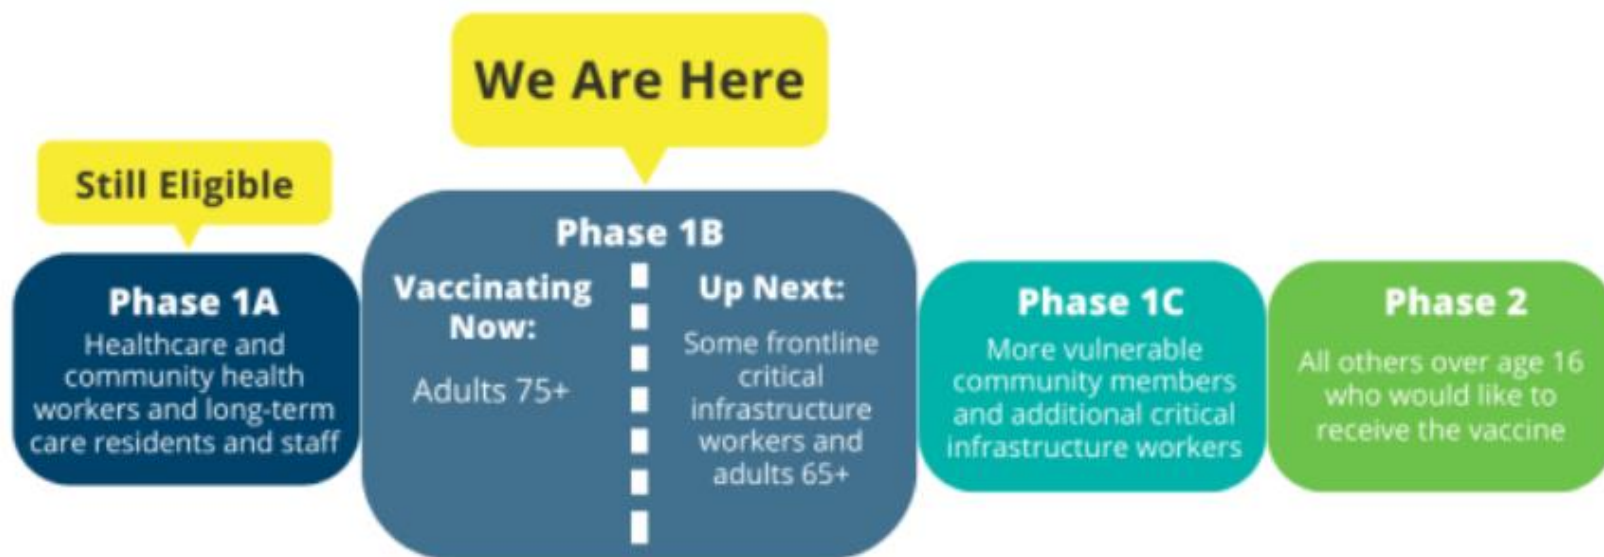 We Are Here
Still Eligible
Phase 1A
Healthcare and
community health
workers and long-term
care residents and staff
Phase 1B
Vaccinating
Now:
Adults 75+
Up Next:
Some frontline
critical
infrastructure
workers and
adults 65+
Phase 1C
More vulnerable
community members
and additional critical
infrastructure workers
Phase 2
All others over age 16
who would like to
receive the vaccine